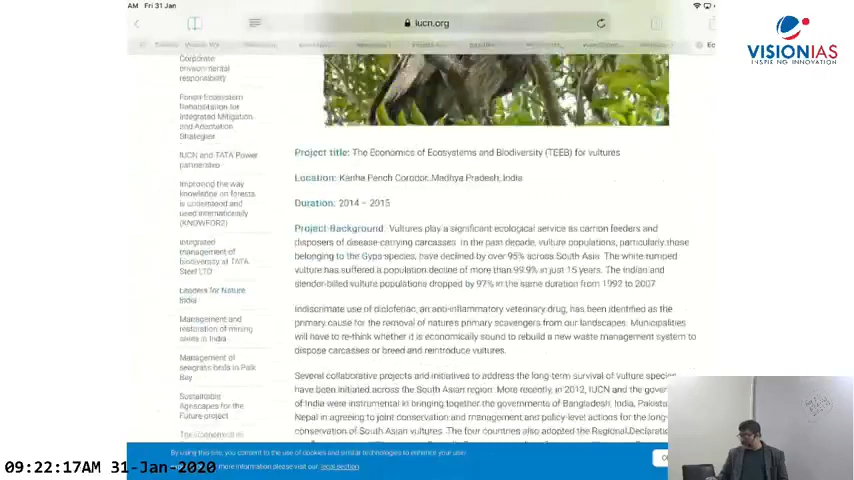 AM Fri 31 Jan
iucn.org
VISIONIAS
INSPIRING INNOVATION
Corporate
environmental
responsibility
Forest Ecosystem
Rehabilitation for
Integrated Mitigation
and Adaptation
Strategies
IUCN and TATA Power
partnership
Improving the way
knowledge on forests
is understood and
used internationally
(KNOWFOR2)
Integrated
management of
biodiversity at TATA
Steel LTD
Leaders for Nature
India
Management and
restoration of mining
sites in India
Management of
seagrass beds in Palk
Bay
Sustainable
Agescapes for the
Future project
The Economics of
Project title: The Economics of Ecosystems and Biodiversity (TEEB) for vultures
Location: Kanha Pench Corodor, Madhya Pradesh, India
Duration: 2014 – 2015
Project Background: Vultures play a significant ecological service as carrion feeders and
disposers of disease-carrying carcasses. In the past decade, vulture populations, particularly those
belonging to the Gyps species, have declined by over 95% across South Asia. The white rumped
vulture has suffered a population decline of more than 99.9% in just 15 years. The Indian and
slender-billed vulture populations dropped by 97% in the same duration from 1992 to 2007
Indiscriminate use of diclofenac, an anti-inflammatory veterinary drug, has been identified as the
primary cause for the removal of nature's primary scavengers from our landscapes. Municipalities
will have to re-think whether it is economically sound to rebuild a new waste management system to
dispose carcasses or breed and reintroduce vultures.
Several collaborative projects and initiatives to address the long-term survival of vulture species
have been initiated across the South Asian region. More recently, in 2012, IUCN and the gover
of India were instrumental in bringing together the governments of Bangladesh, India, Pakista
Nepal in agreeing to joint conservation and management and policy-level actions for the long-
conservation of South Asian vultures. The four countries also adopted the Regional Declaratio
By using this site, you consent to the use of cookies and similar technologies to enhance your user
more information please visit our legal section.
09:22:17AM 31-Jan-2020